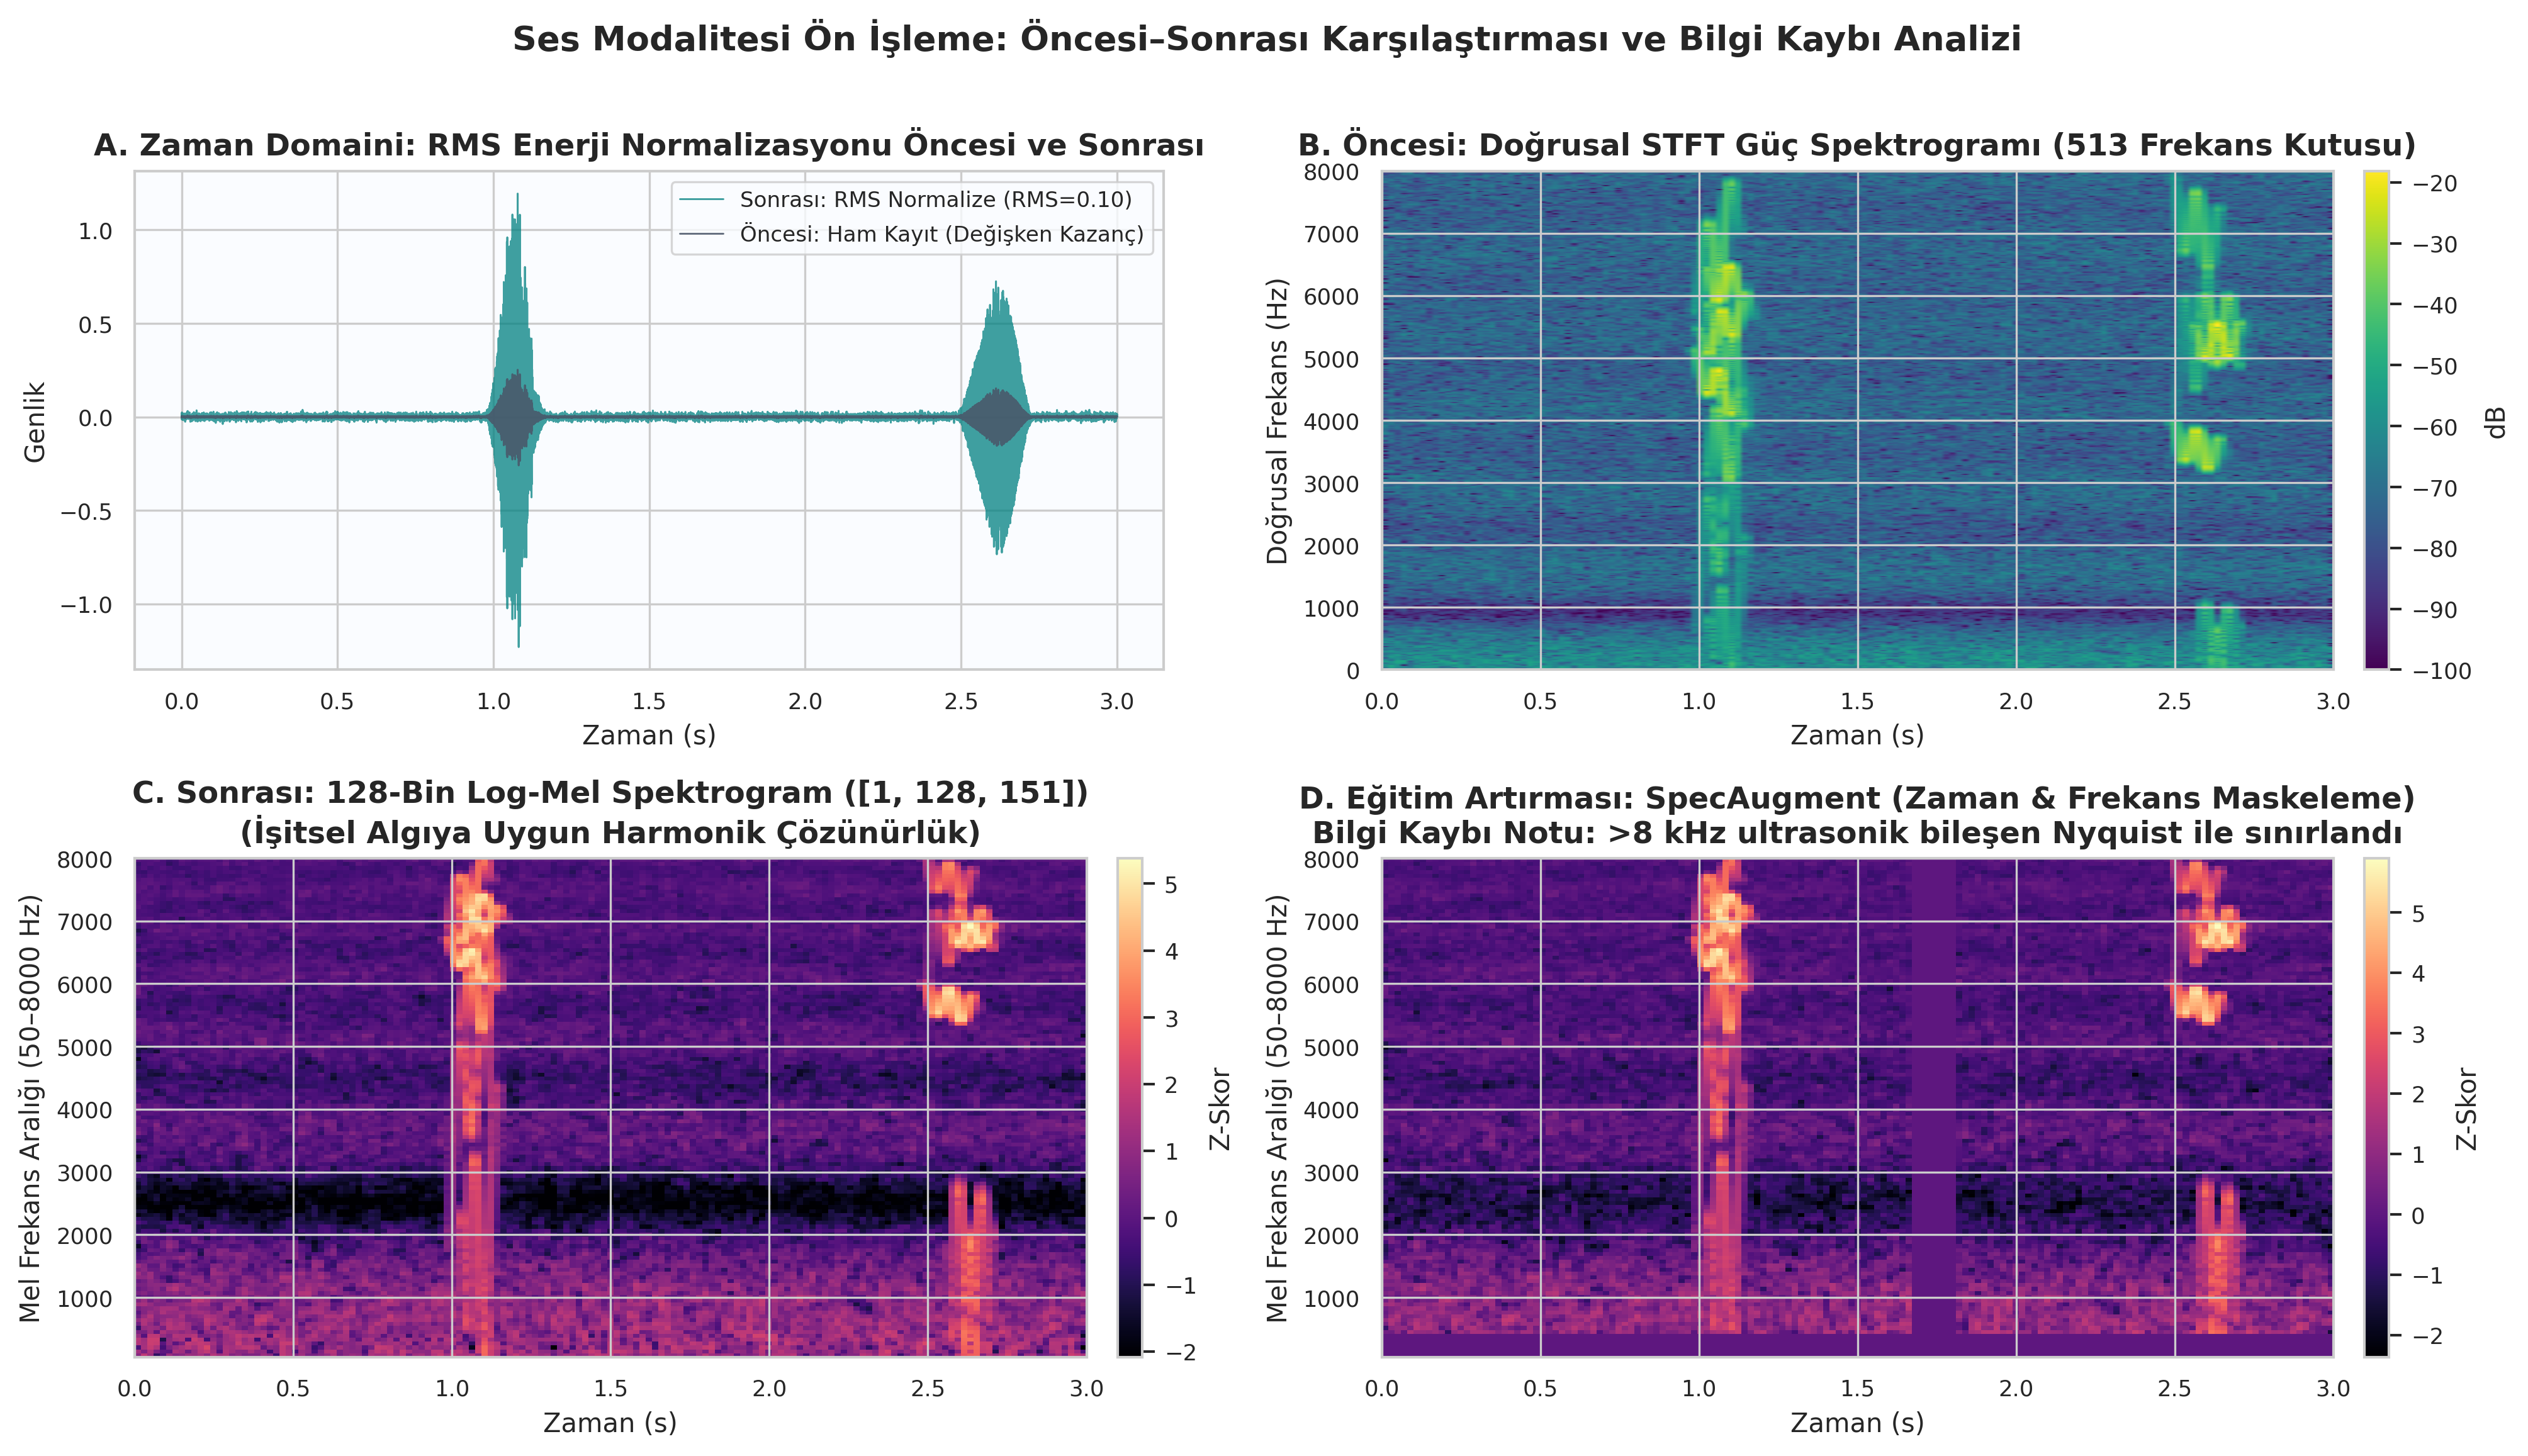 Ses Modalitesi Ön İşleme: Öncesi–Sonrası Karşılaştırması ve Bilgi Kaybı Analizi
A. Zaman Domaini: RMS Enerji Normalizasyonu Öncesi ve Sonrası
Sonrası: RMS Normalize (RMS=0.10)
Öncesi: Ham Kayıt (Değişken Kazanç)
Genlik
1.0
0.5
0.0
−0.5
−1.0
0.0 0.5 1.0 1.5 2.0 2.5 3.0
Zaman (s)
B. Öncesi: Doğrusal STFT Güç Spektrogramı (513 Frekans Kutusu)
Doğrusal Frekans (Hz)
8000
7000
6000
5000
4000
3000
2000
1000
0
0.0 0.5 1.0 1.5 2.0 2.5 3.0
Zaman (s)
−20
−30
−40
−50
−60
−70
−80
−90
−100
dB
C. Sonrası: 128-Bin Log-Mel Spektrogram ([1, 128, 151])
(İşitsel Algıya Uygun Harmonik Çözünürlük)
Mel Frekans Aralığı (50–8000 Hz)
8000
7000
6000
5000
4000
3000
2000
1000
0.0 0.5 1.0 1.5 2.0 2.5 3.0
Zaman (s)
5
4
3
2
1
0
−1
−2
Z-Skor
D. Eğitim Artırması: SpecAugment (Zaman & Frekans Maskeleme)
Bilgi Kaybı Notu: >8 kHz ultrasonik bileşen Nyquist ile sınırlandı
Mel Frekans Aralığı (50–8000 Hz)
8000
7000
6000
5000
4000
3000
2000
1000
0.0 0.5 1.0 1.5 2.0 2.5 3.0
Zaman (s)
5
4
3
2
1
0
−1
−2
Z-Skor